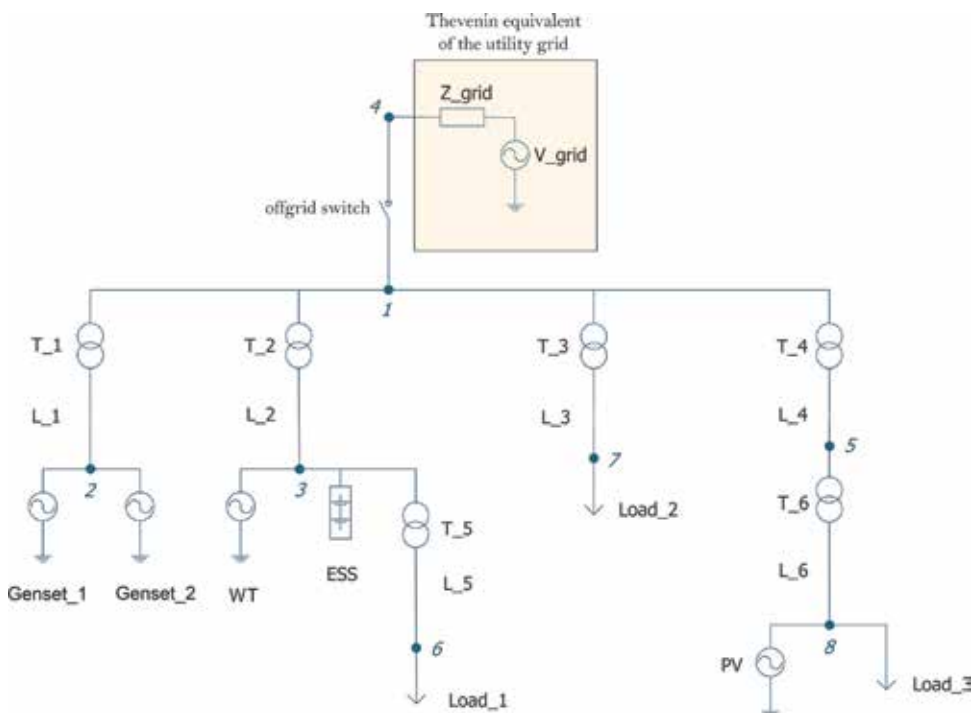 Thevenin equivalent
of the utility grid
Z_grid
4
V_grid
offgrid switch
1
T_1
T_2
T_3
T_4
L_1
L_2
L_3
L_4
5
7
2
3
Load_2
T_5
T_6
ESS
L_5
L_6
Genset_1
Genset_2
WT
8
6
PV
Load_1
Load_3